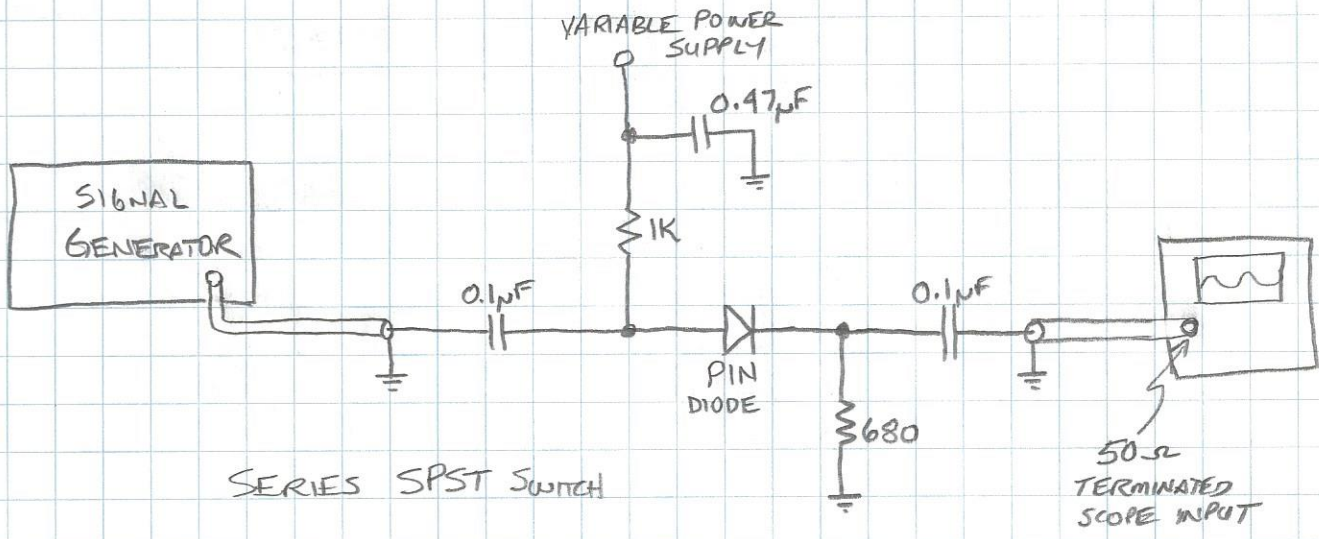 VARIABLE POWER
SUPPLY
0.47µF
SIGNAL
GENERATOR
1K
0.1µF
0.1µF
PIN
DIODE
680
50Ω
TERMINATED
SCOPE INPUT
SERIES SPST SWITCH